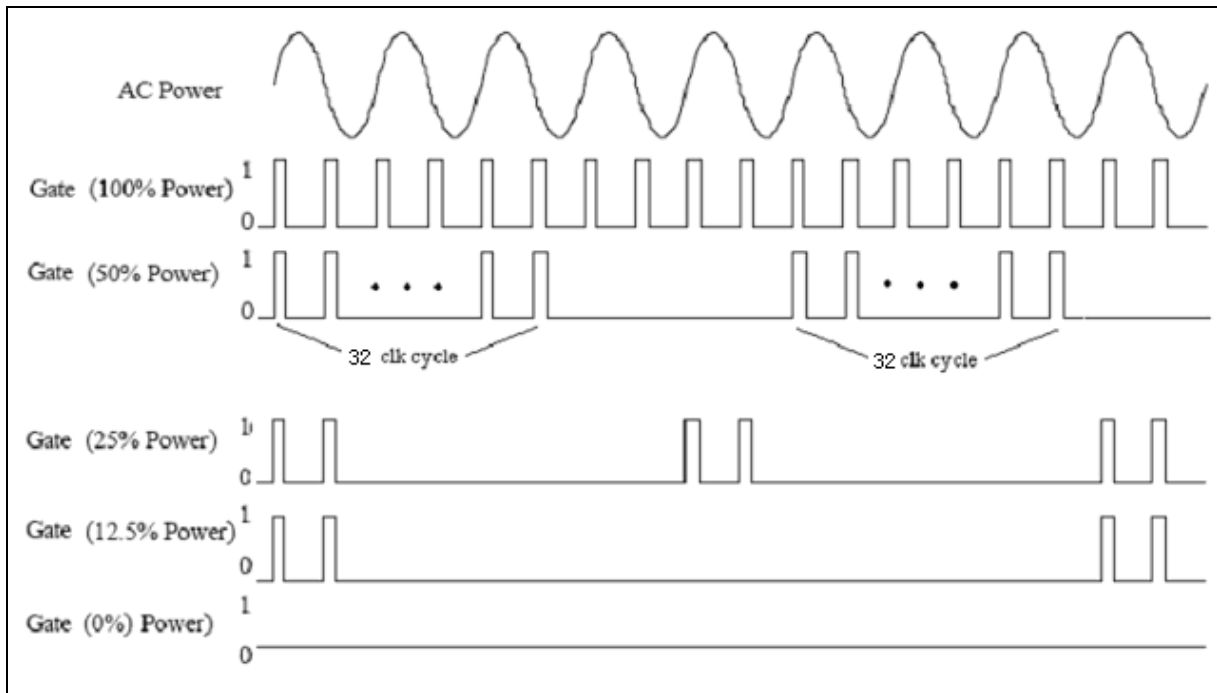 AC Power
Gate (100% Power)
1
0
Gate (50% Power)
1
0
32 clk cycle
32 clk cycle
Gate (25% Power)
1
0
Gate (12.5% Power)
1
0
Gate (0%) Power)
1
0